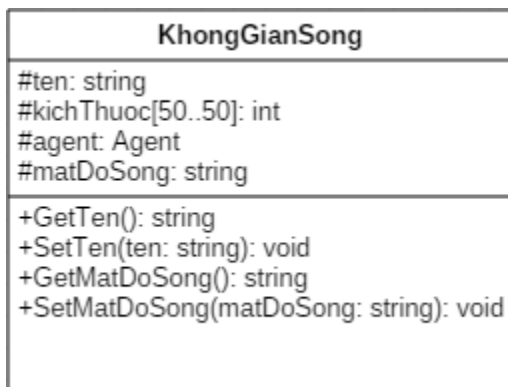 KhongGianSong
#ten: string
#kichThuoc[50..50]: int
#agent: Agent
#matDoSong: string
+GetTen(): string
+SetTen(ten: string): void
+GetMatDoSong(): string
+SetMatDoSong(matDoSong: string): void